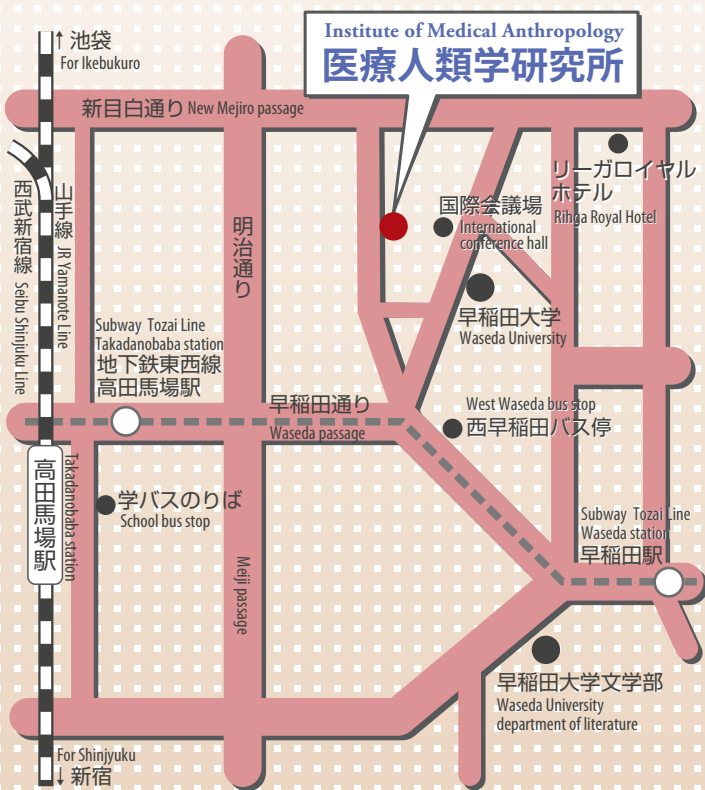 Institute of Medical Anthropology
医療人類学研究所
↑ 池袋
For Ikebukuro
新目白通り New Mejiro passage
リーガロイヤル
ホテル
Rihga Royal Hotel
国際会議場
International
conference hall
山手線 JR Yamanote Line
西武新宿線 Seibu Shinjuku Line
明治通り
早稲田大学
Waseda University
Subway Tozai Line
Takadanobaba station
地下鉄東西線
高田馬場駅
早稲田通り
Waseda passage
West Waseda bus stop
西早稲田バス停
高田馬場駅
Takadanobaba station
学バスのりば
School bus stop
Subway Tozai Line
Waseda station
早稲田駅
Meiji passage
早稲田大学文学部
Waseda University
department of literature
For Shinjyuku
↓ 新宿